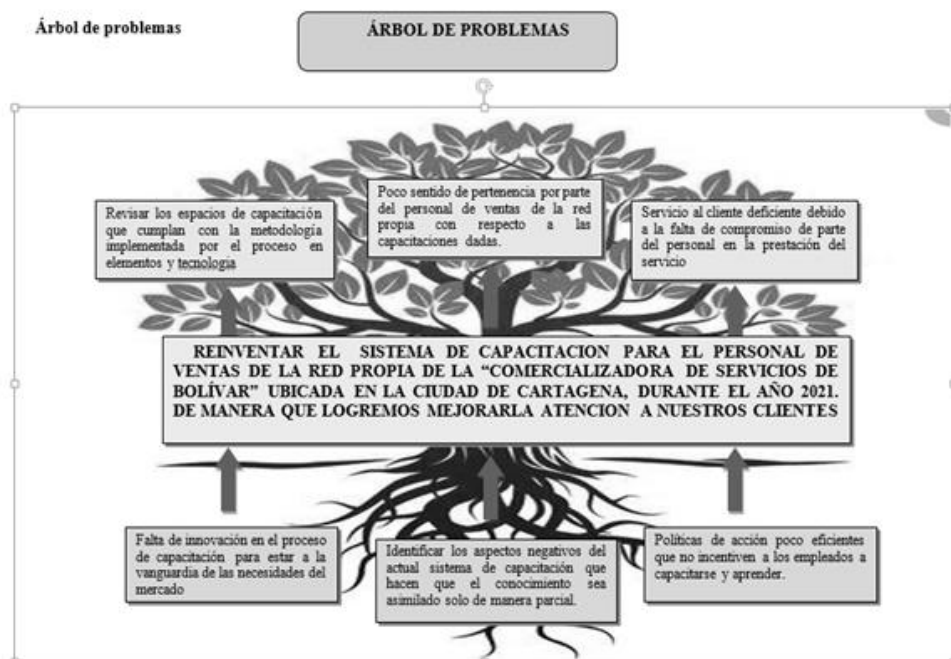 Árbol de problemas
ÁRBOL DE PROBLEMAS
Revisar los espacios de capacitación
que cumplan con la metodología
implementada por el proceso en
elementos y tecnologia
Poco sentido de pertenencia por parte
del personal de ventas de la red
propia con respecto a las
capacitaciones dadas.
Servicio al cliente deficiente debido
a la falta de compromiso de parte
del personal en la prestación del
servicio
REINVENTAR EL SISTEMA DE CAPACITACION PARA EL PERSONAL DE
VENTAS DE LA RED PROPIA DE LA “COMERCIALIZADORA DE SERVICIOS DE
BOLÍVAR” UBICADA EN LA CIUDAD DE CARTAGENA, DURANTE EL AÑO 2021.
DE MANERA QUE LOGREMOS MEJORARLA ATENCION A NUESTROS CLIENTES
Falta de innovación en el proceso
de capacitación para estar a la
vanguardia de las necesidades del
mercado
Identificar los aspectos negativos del
actual sistema de capacitación que
hacen que el conocimiento sea
asimilado solo de manera parcial.
Políticas de acción poco eficientes
que no incentiven a los empleados a
capacitarse y aprender.